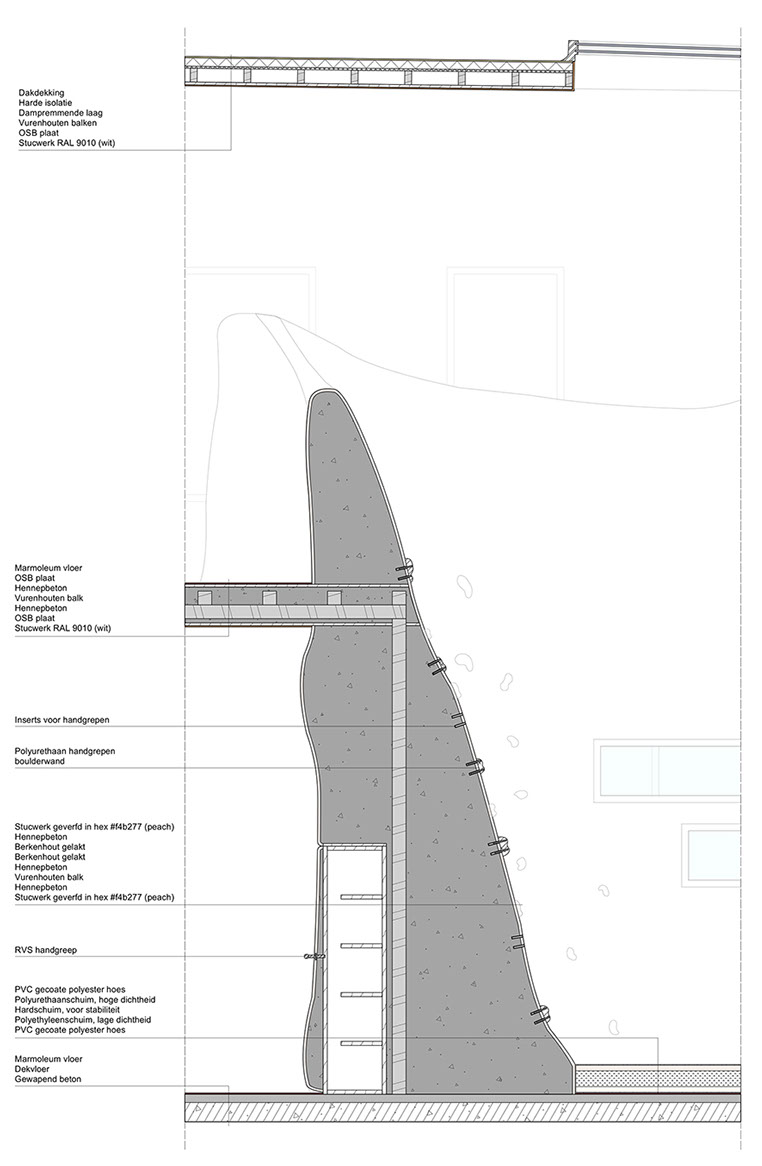 Dakdekking
Harde isolatie
Dampremmende laag
Vurenhouten balken
OSB plaat
Stucwerk RAL 9010 (wit)
Marmoleum vloer
OSB plaat
Hennepbeton
Vurenhouten balk
Hennepbeton
OSB plaat
Stucwerk RAL 9010 (wit)
Inserts voor handgrepen
Polyurethaan handgrepen
boulderwand
Stucwerk geverfd in hex #f4b277 (peach)
Hennepbeton
Berkenhout gelakt
Berkenhout gelakt
Hennepbeton
Vurenhouten balk
Hennepbeton
Stucwerk geverfd in hex #f4b277 (peach)
RVS handgreep
PVC gecoate polyester hoes
Polyurethaanschuim, hoge dichtheid
Hardschuim, voor stabiliteit
Polyethyleenschuim, lage dichtheid
PVC gecoate polyester hoes
Marmoleum vloer
Dekvloer
Gewapend beton